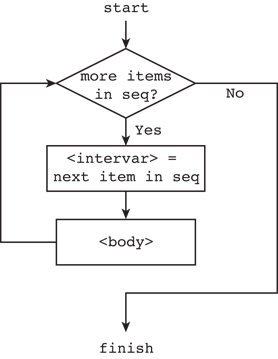 start
more items
in seq?
No
Yes
<intervar> =
next item in seq
<body>
finish